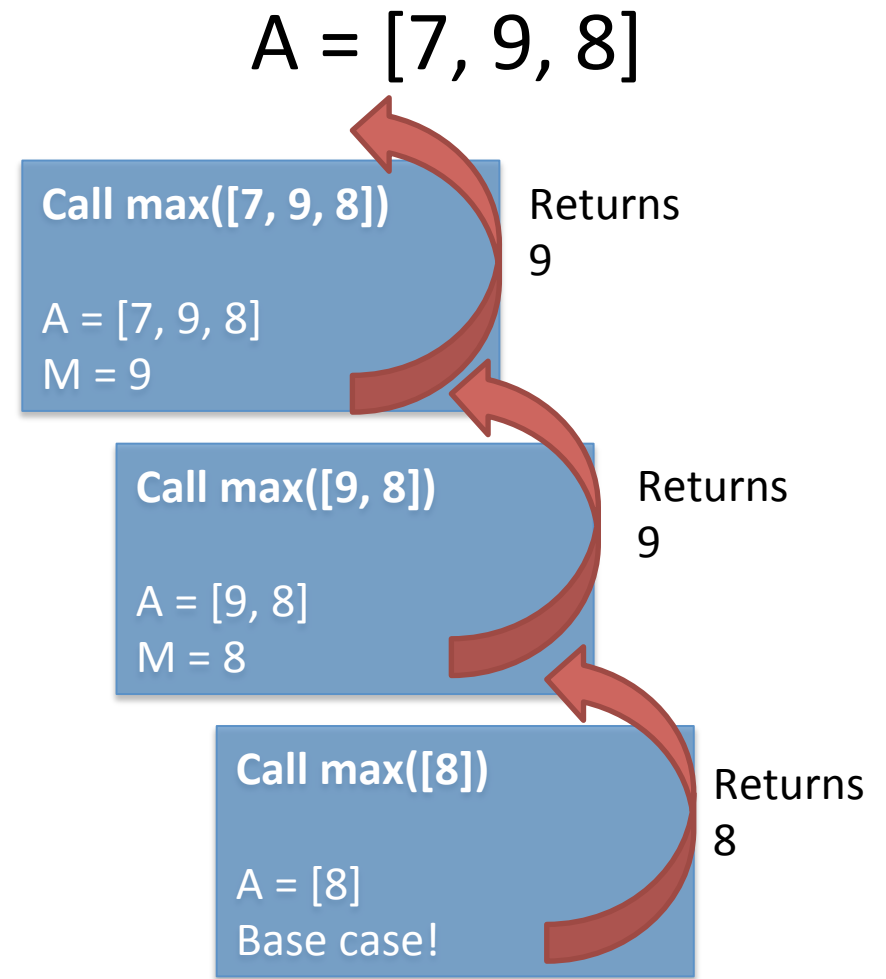 A = [7, 9, 8]
Call max([7, 9, 8])
A = [7, 9, 8]
M = 9
Returns
9
Call max([9, 8])
A = [9, 8]
M = 8
Returns
9
Call max([8])
A = [8]
Base case!
Returns
8